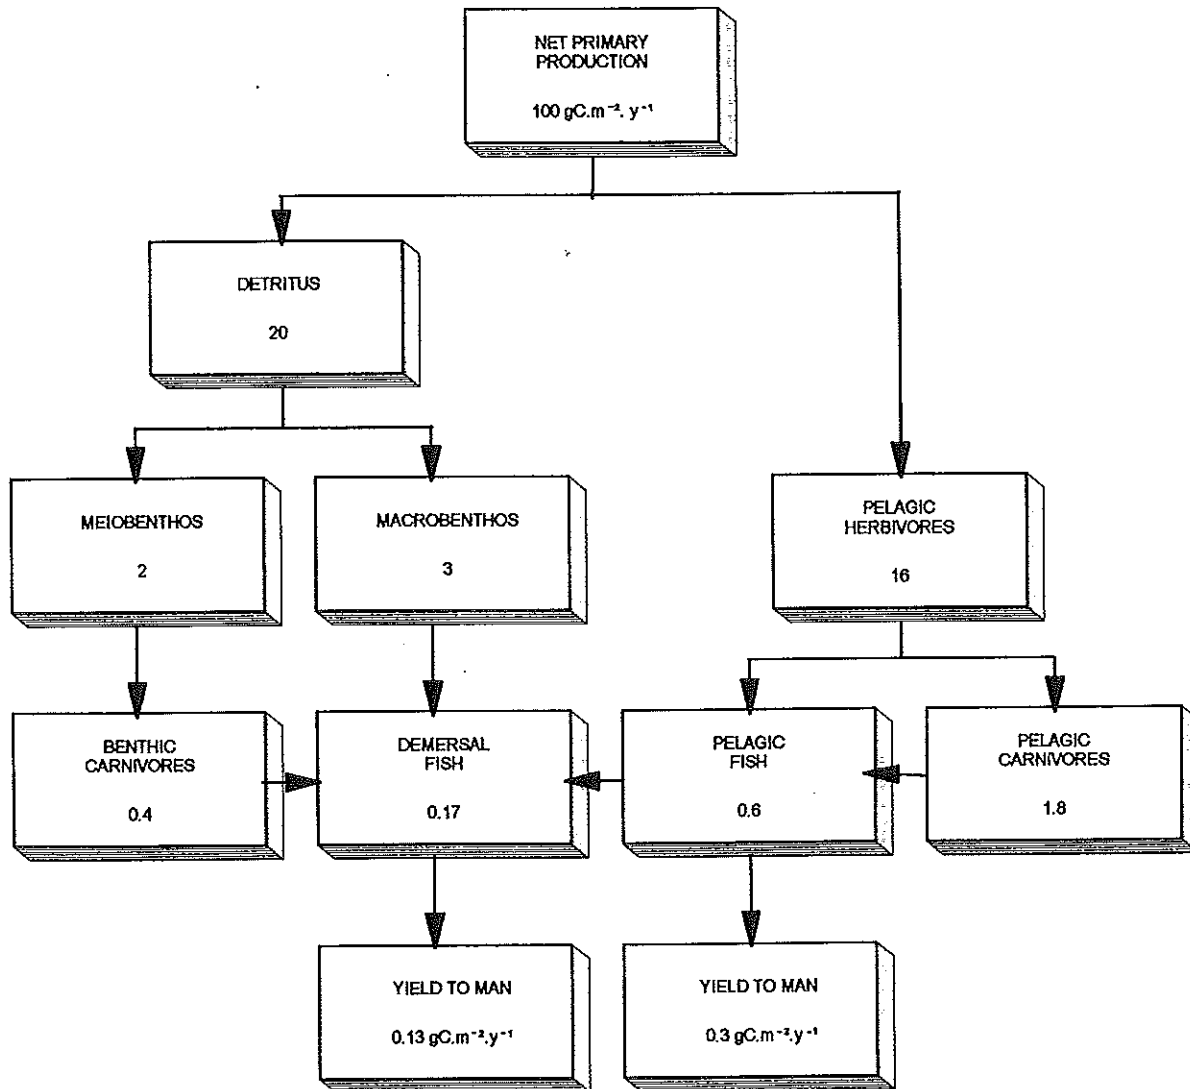 NET PRIMARY
PRODUCTION
100 gC.m⁻². y⁻¹
DETRITUS
20
MEIOBENTHOS
2
MACROBENTHOS
3
PELAGIC
HERBIVORES
16
BENTHIC
CARNIVORES
0.4
DEMERSAL
FISH
0.17
PELAGIC
FISH
0.6
PELAGIC
CARNIVORES
1.8
YIELD TO MAN
0.13 gC.m⁻².y⁻¹
YIELD TO MAN
0.3 gC.m⁻².y⁻¹